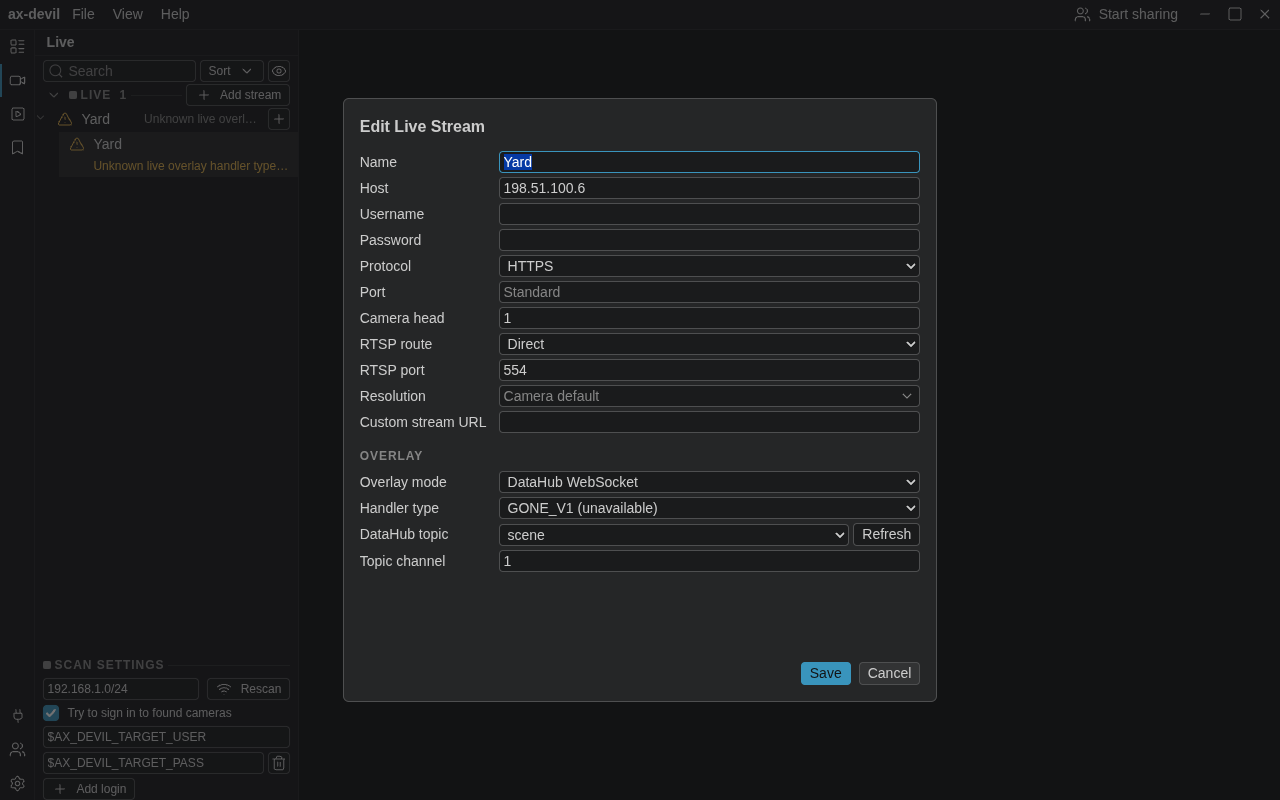 ax-devil File View Help Start sharing
Live
Search Sort
LIVE 1 Add stream
Yard Unknown live overl…
Yard
Unknown live overlay handler type…
Edit Live Stream
Name Yard
Host 198.51.100.6
Username
Password
Protocol HTTPS
Port Standard
Camera head 1
RTSP route Direct
RTSP port 554
Resolution Camera default
Custom stream URL
OVERLAY
Overlay mode DataHub WebSocket
Handler type GONE_V1 (unavailable)
DataHub topic scene Refresh
Topic channel 1
Save Cancel
SCAN SETTINGS
192.168.1.0/24 Rescan
Try to sign in to found cameras
$AX_DEVIL_TARGET_USER
$AX_DEVIL_TARGET_PASS
Add login